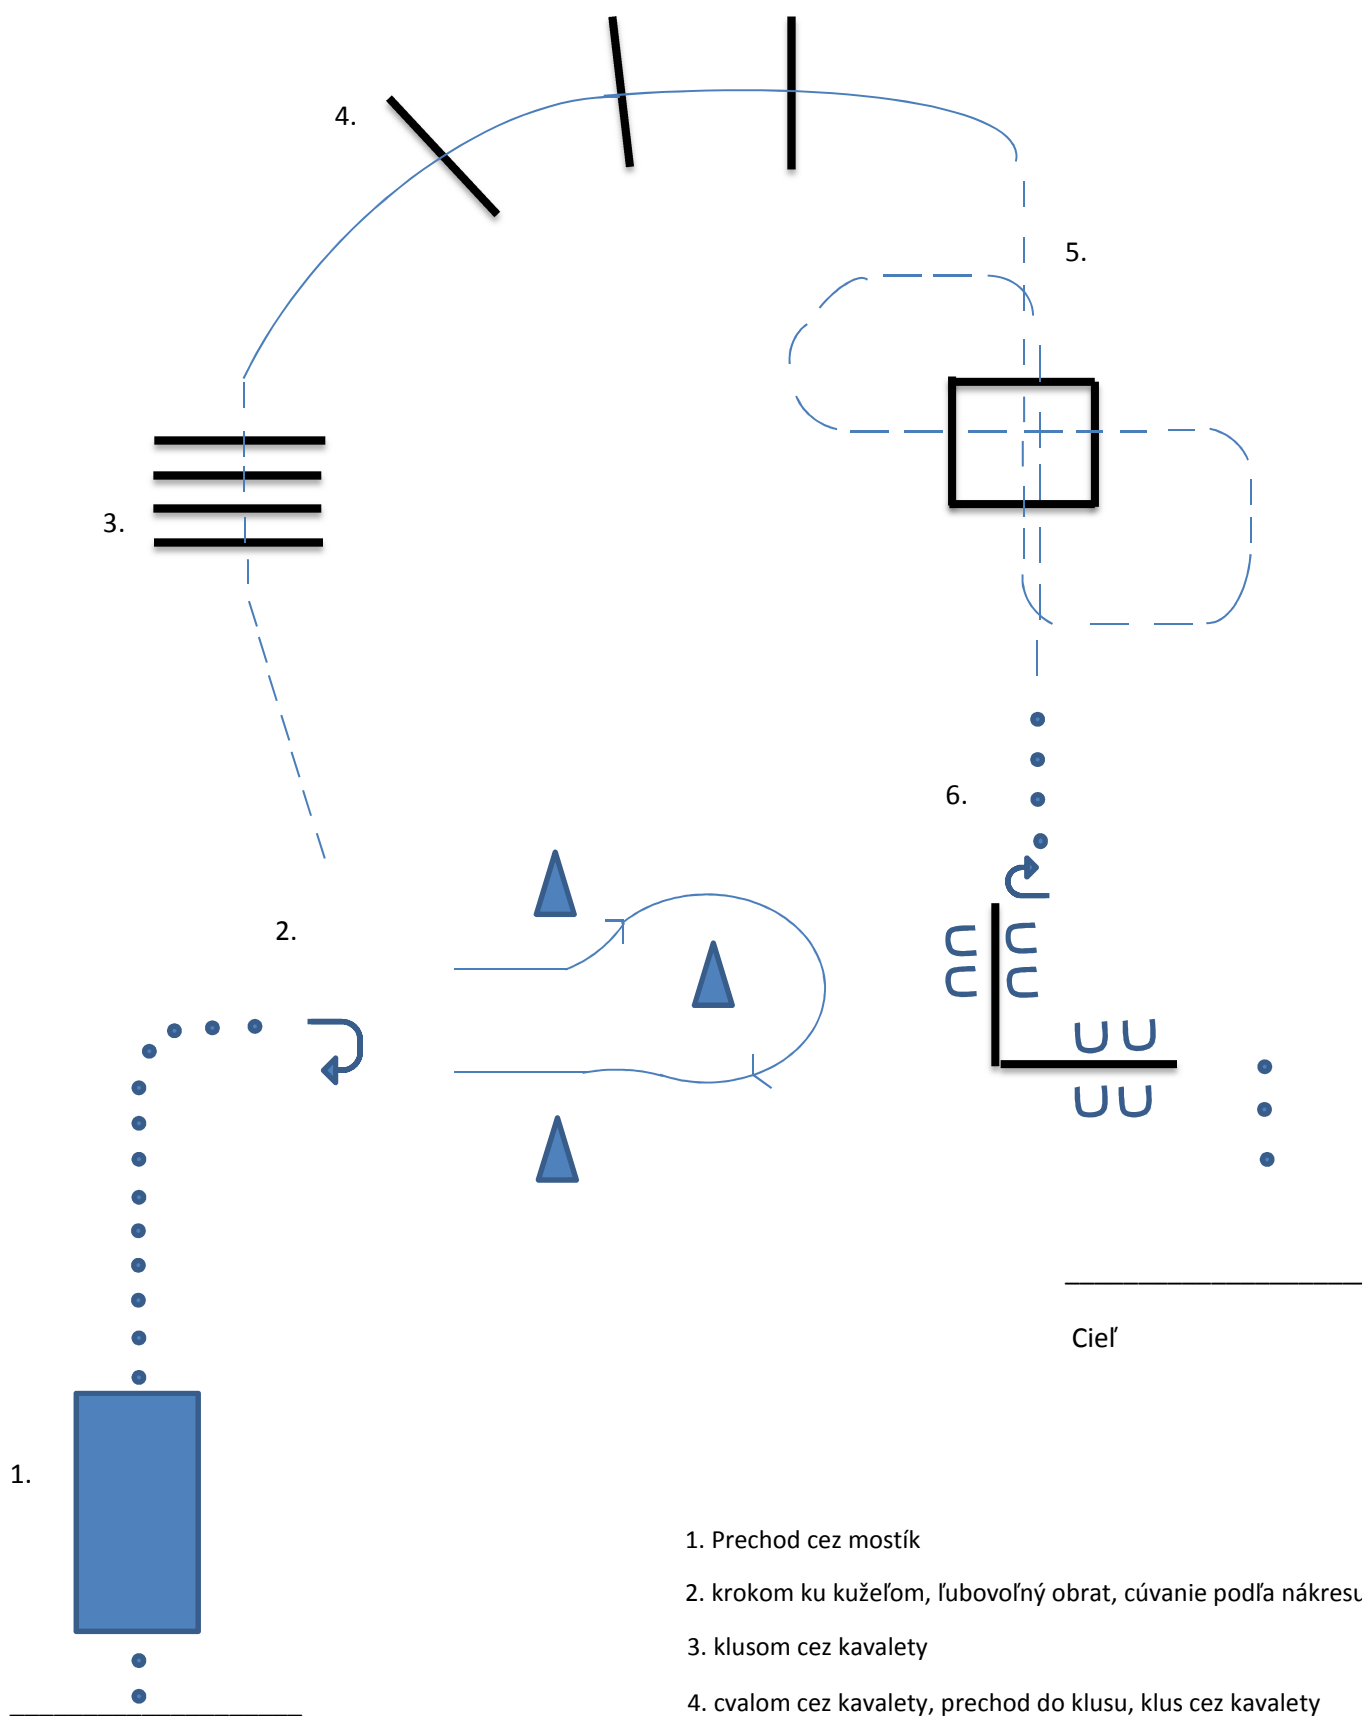 4.
5.
3.
6.
2.
Cieľ
1.
1. Prechod cez mostík
2. krokom ku kužeľom, ľubovoľný obrat, cúvanie podľa nákresu
3. klusom cez kavalety
4. cvalom cez kavalety, prechod do klusu, klus cez kavalety